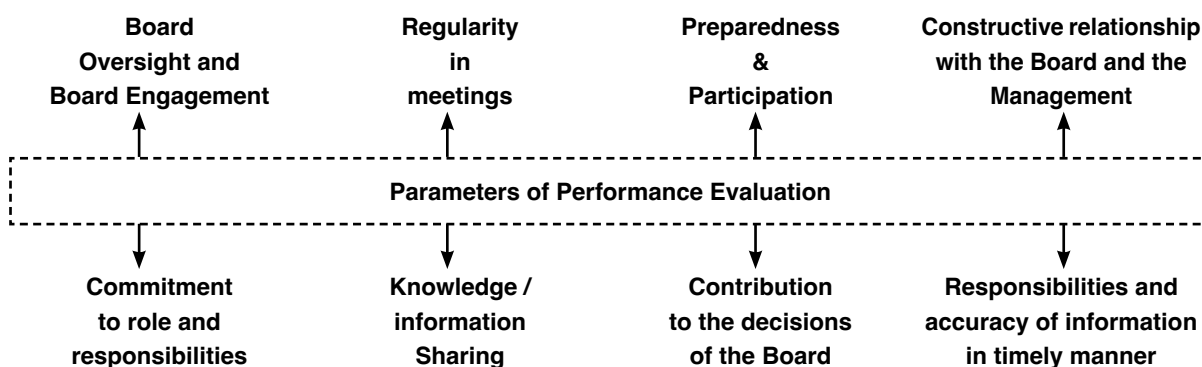 Board
Oversight and
Board Engagement
Regularity
in
meetings
Preparedness
&
Participation
Constructive relationship
with the Board and the
Management
Parameters of Performance Evaluation
Commitment
to role and
responsibilities
Knowledge /
information
Sharing
Contribution
to the decisions
of the Board
Responsibilities and
accuracy of information
in timely manner